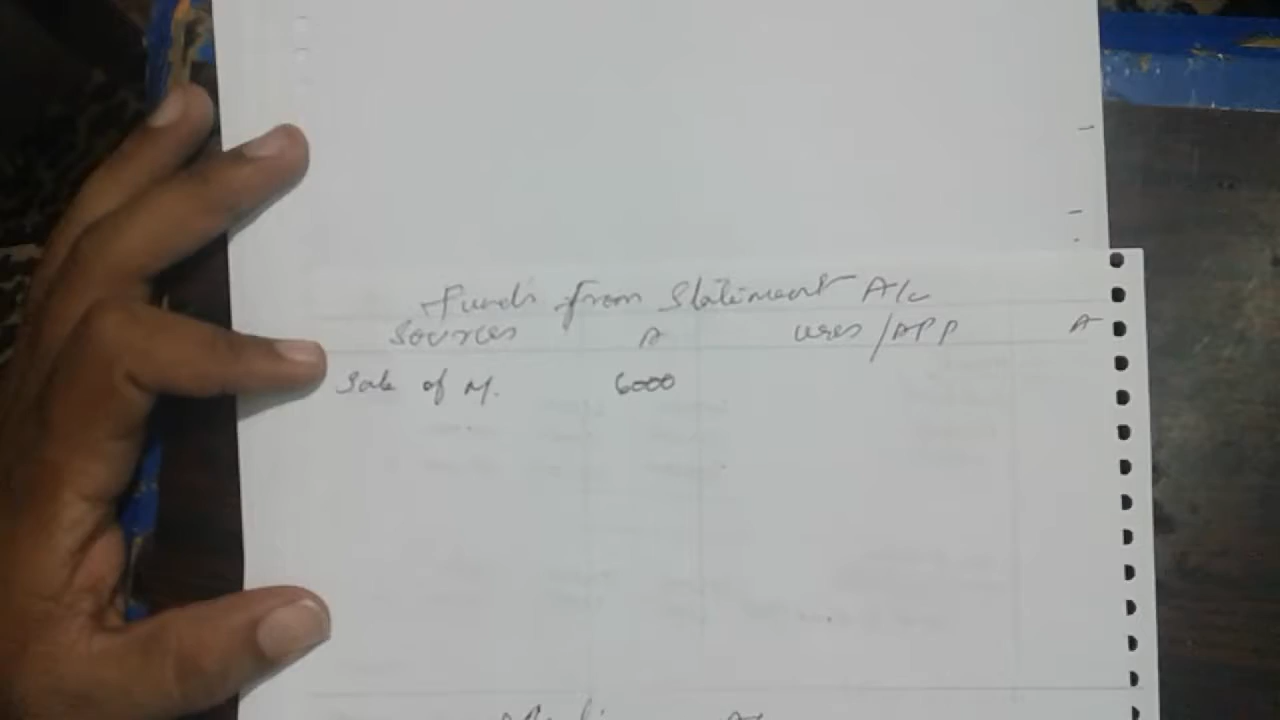 Funds from Statement A/c
Sources A uses/APP A
Sale of M. 6000